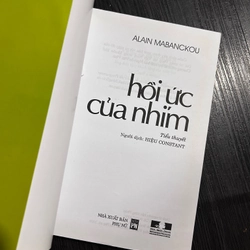 ALAIN MABANCKOU
hồi ức
của nhím
Tiểu thuyết
Người dịch: HIỆU CONSTANT
NHÀ XUẤT BẢN
PHỤ NỮ